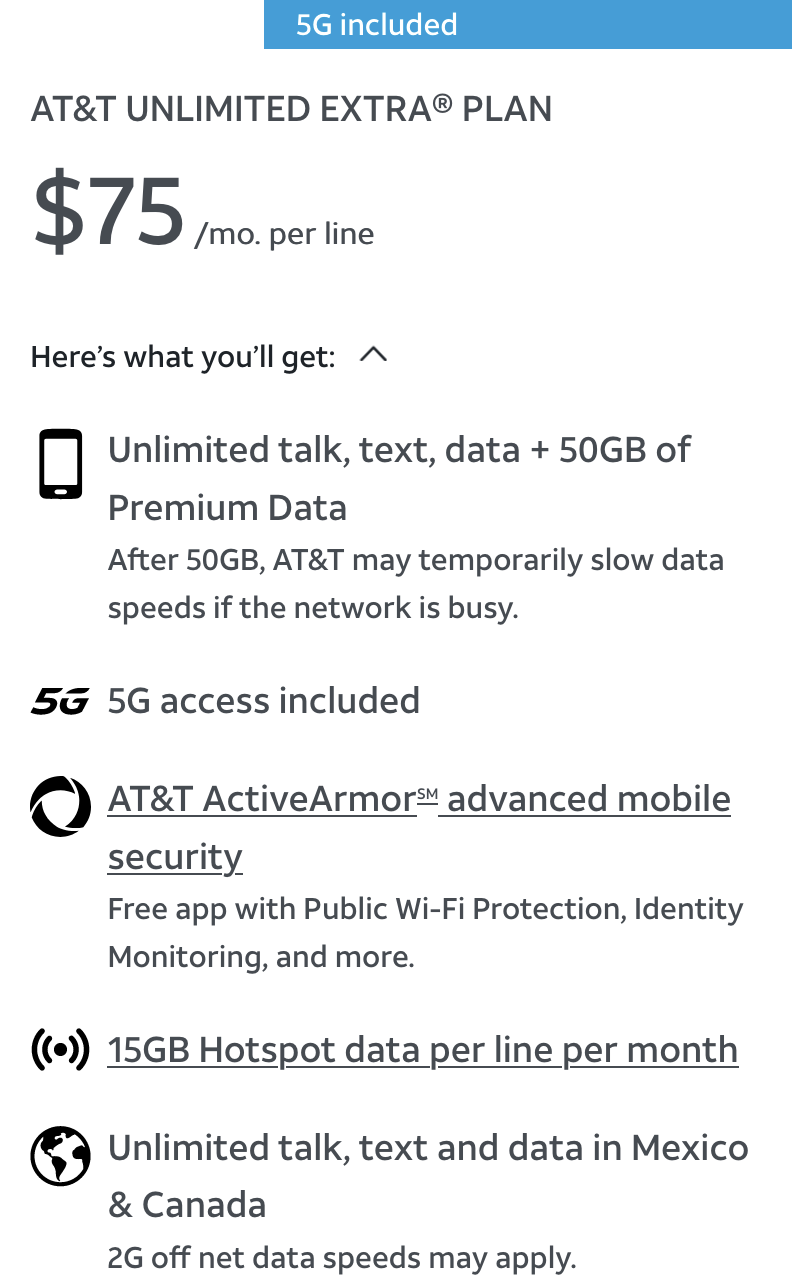 5G included
AT&T UNLIMITED EXTRA® PLAN
$75 /mo. per line
Here’s what you’ll get:
Unlimited talk, text, data + 50GB of
Premium Data
After 50GB, AT&T may temporarily slow data
speeds if the network is busy.
5G 5G access included
AT&T ActiveArmor℠ advanced mobile
security
Free app with Public Wi-Fi Protection, Identity
Monitoring, and more.
15GB Hotspot data per line per month
Unlimited talk, text and data in Mexico
& Canada
2G off net data speeds may apply.